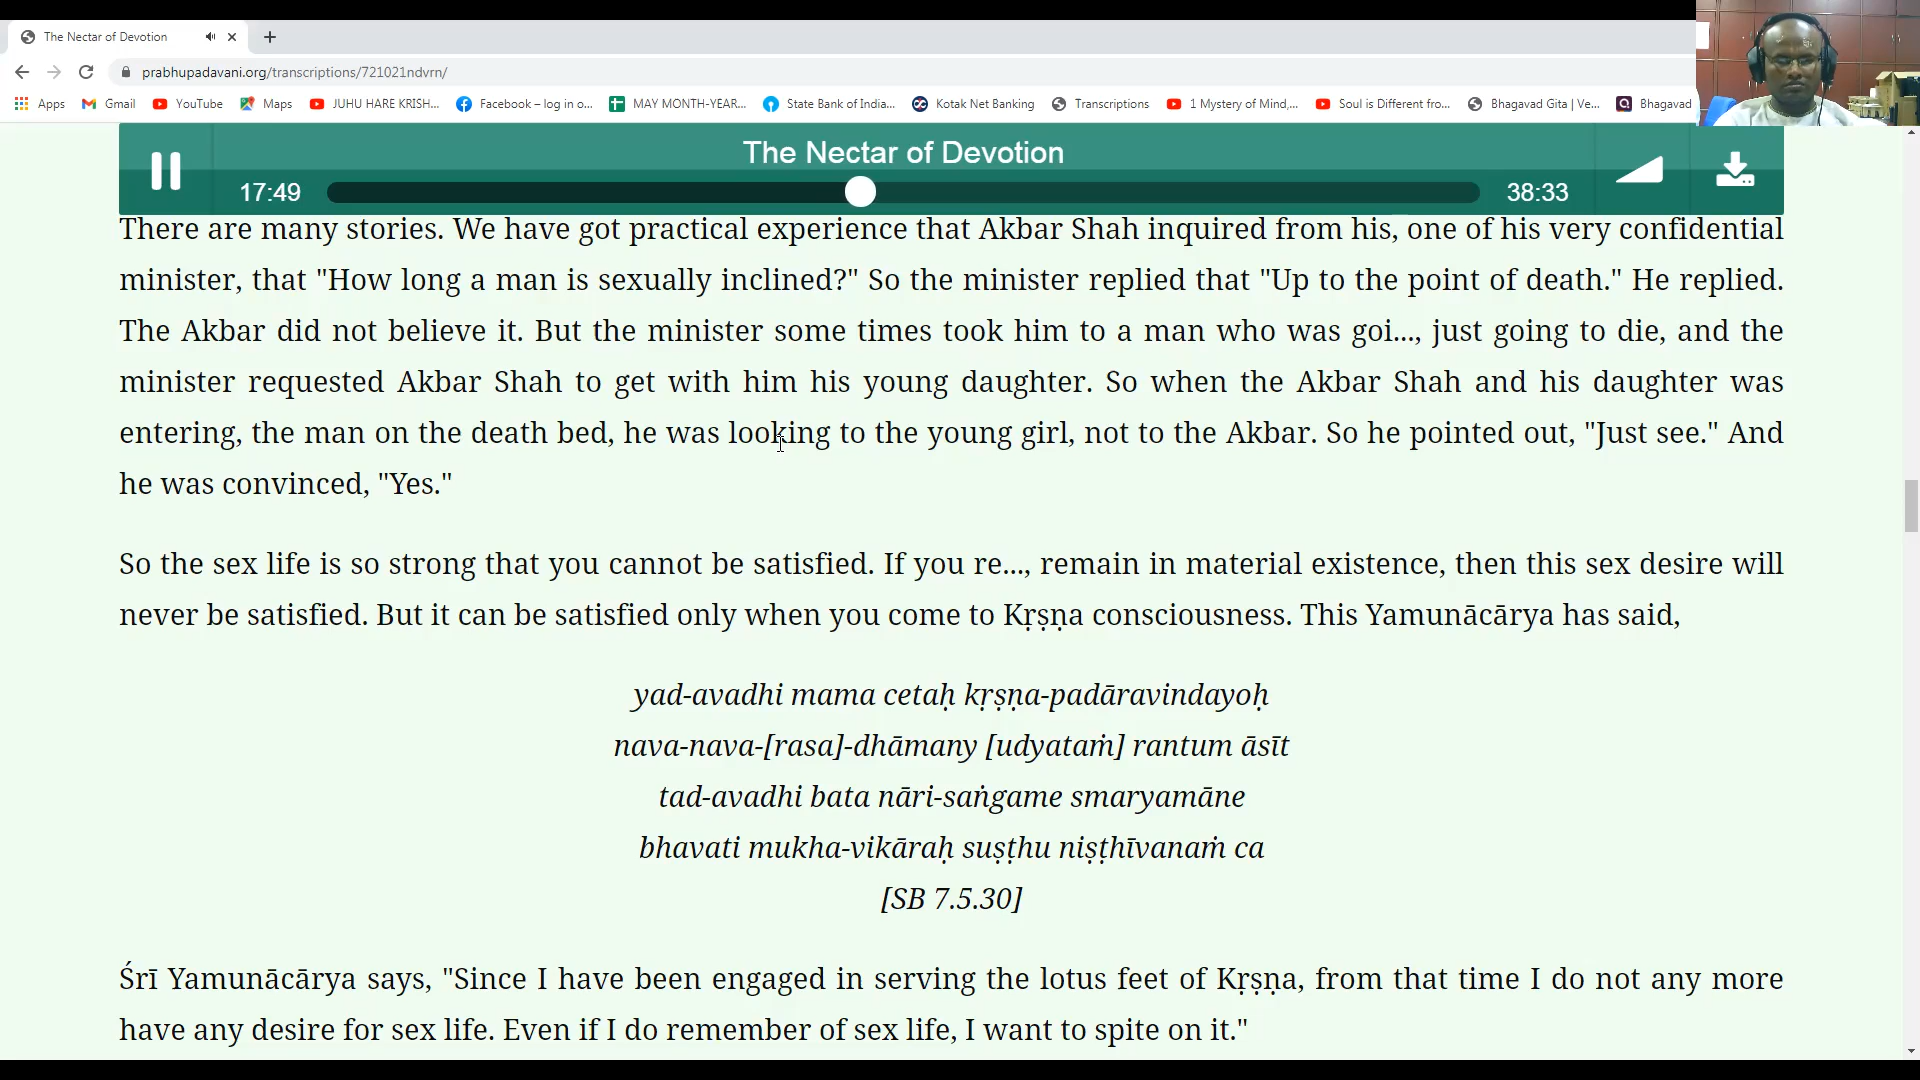 The Nectar of Devotion
prabhupadavani.org/transcriptions/721021ndvrn/
Apps Gmail YouTube Maps JUHU HARE KRISH... Facebook – log in o... MAY MONTH-YEAR... State Bank of India... Kotak Net Banking Transcriptions 1 Mystery of Mind,... Soul is Different fro... Bhagavad Gita | Ve... Bhagavad
The Nectar of Devotion
17:49 38:33
There are many stories. We have got practical experience that Akbar Shah inquired from his, one of his very confidential
minister, that "How long a man is sexually inclined?" So the minister replied that "Up to the point of death." He replied.
The Akbar did not believe it. But the minister some times took him to a man who was goi..., just going to die, and the
minister requested Akbar Shah to get with him his young daughter. So when the Akbar Shah and his daughter was
entering, the man on the death bed, he was looking to the young girl, not to the Akbar. So he pointed out, "Just see." And
he was convinced, "Yes."
So the sex life is so strong that you cannot be satisfied. If you re..., remain in material existence, then this sex desire will
never be satisfied. But it can be satisfied only when you come to Kṛṣṇa consciousness. This Yamunācārya has said,
yad-avadhi mama cetaḥ kṛṣṇa-padāravindayoḥ
nava-nava-[rasa]-dhāmany [udyataṁ] rantum āsīt
tad-avadhi bata nāri-saṅgame smaryamāne
bhavati mukha-vikāraḥ suṣṭhu niṣṭhīvanaṁ ca
[SB 7.5.30]
Śrī Yamunācārya says, "Since I have been engaged in serving the lotus feet of Kṛṣṇa, from that time I do not any more
have any desire for sex life. Even if I do remember of sex life, I want to spite on it."